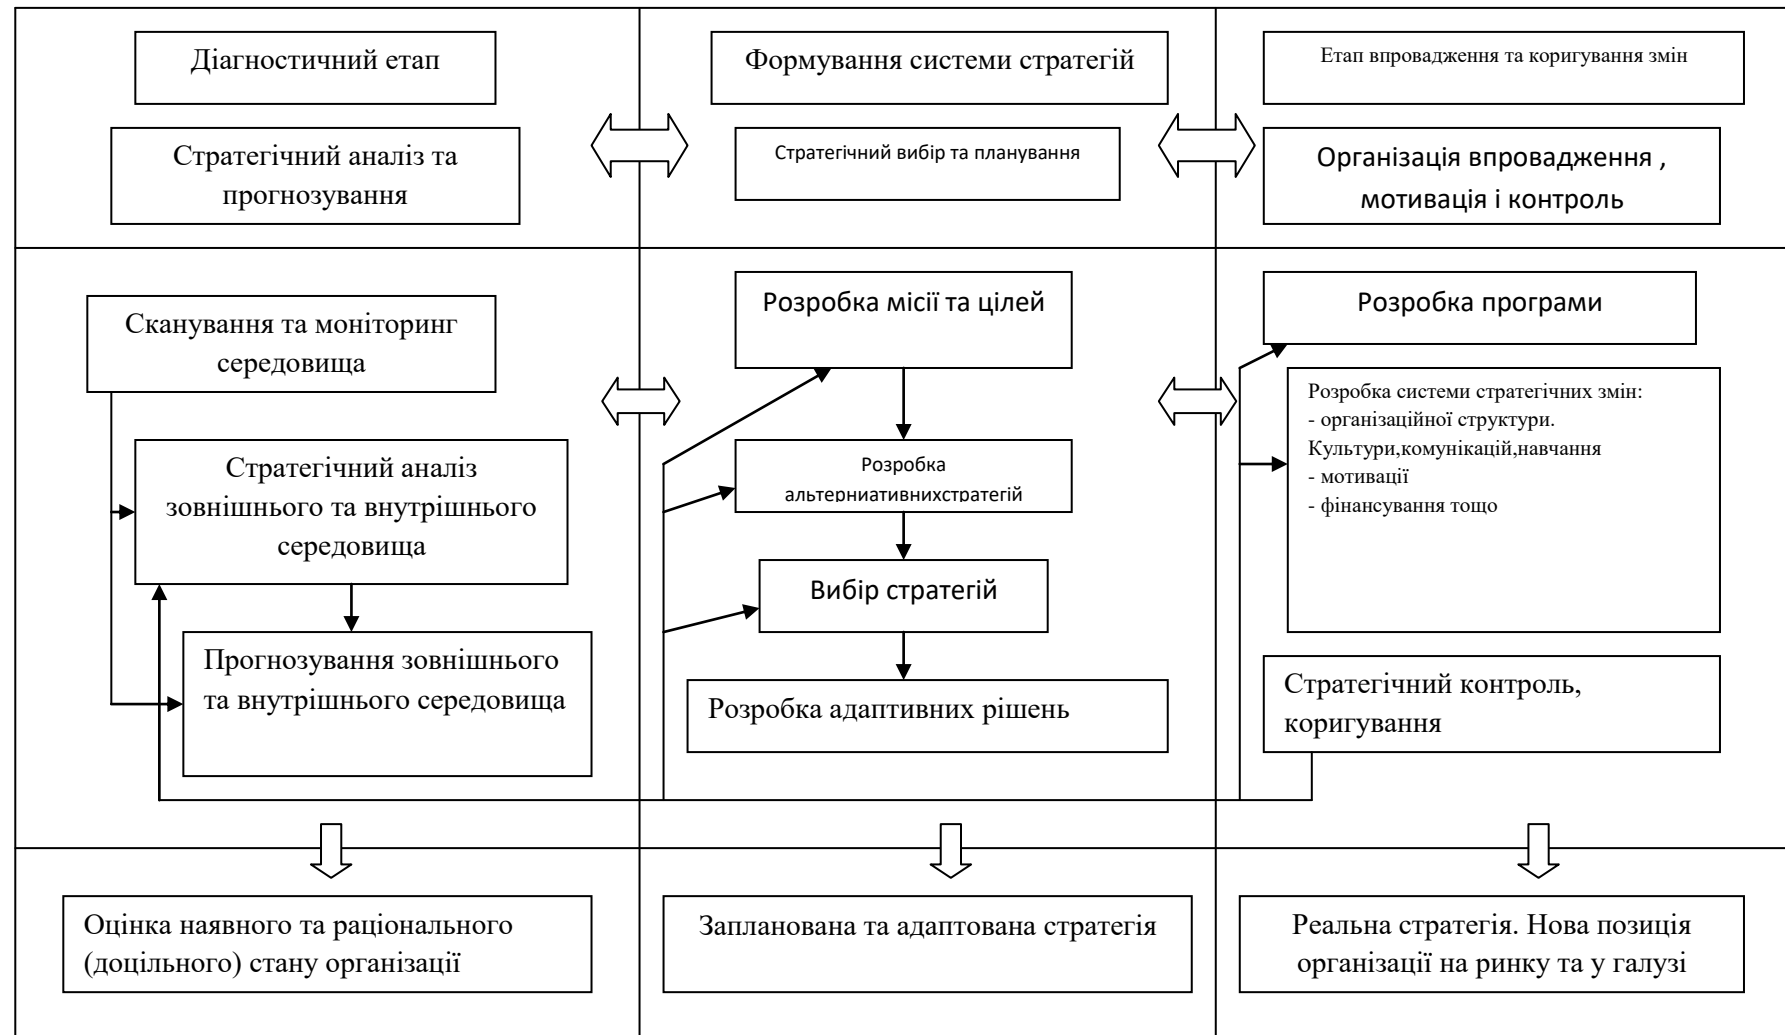 Діагностичний етап
Стратегічний аналіз та
прогнозування
Формування системи стратегій
Стратегічний вибір та планування
Етап впровадження та коригування змін
Організація впровадження ,
мотивація і контроль
Сканування та моніторинг
середовища
Стратегічний аналіз
зовнішнього та внутрішнього
середовища
Прогнозування зовнішнього
та внутрішнього середовища
Розробка місії та цілей
Розробка
альтерниативнихстратегій
Вибір стратегій
Розробка адаптивних рішень
Розробка програми
Розробка системи стратегічних змін:
- організаційної структури.
Культури,комунікацій,навчання
- мотивації
- фінансування тощо
Стратегічний контроль,
коригування
Оцінка наявного та раціонального
(доцільного) стану організації
Запланована та адаптована стратегія
Реальна стратегія. Нова позиція
організації на ринку та у галузі